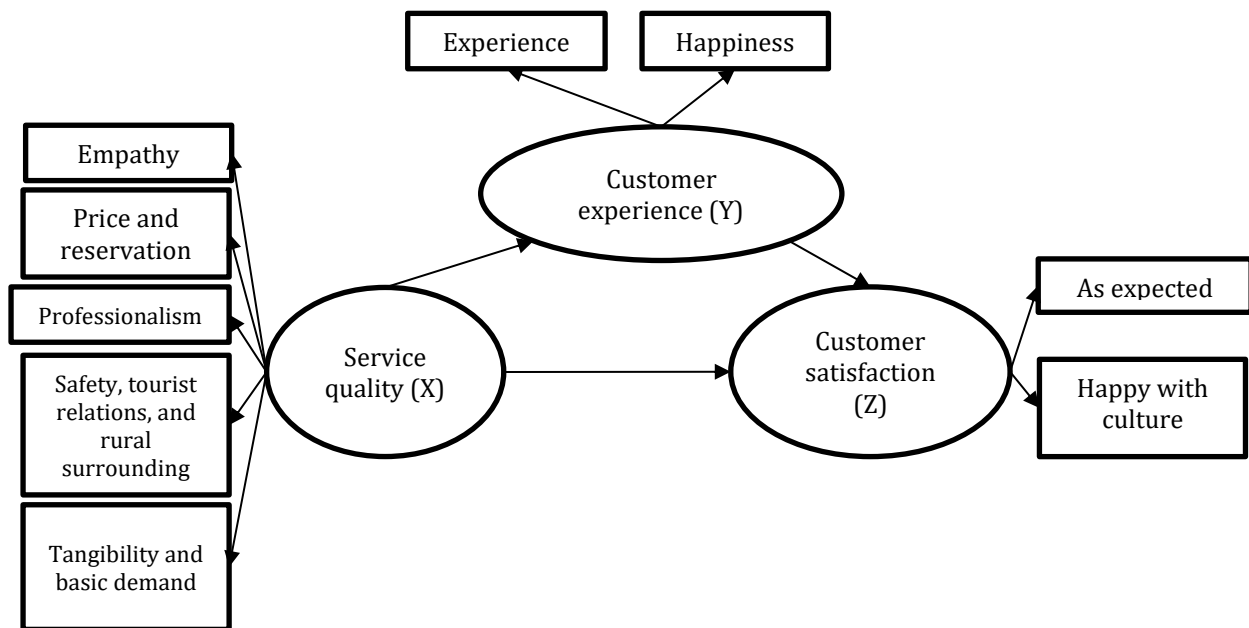 Experience
Happiness
Empathy
Price and
reservation
Professionalism
Safety, tourist
relations, and
rural
surrounding
Tangibility and
basic demand
Customer
experience (Y)
Service
quality (X)
Customer
satisfaction
(Z)
As expected
Happy with
culture